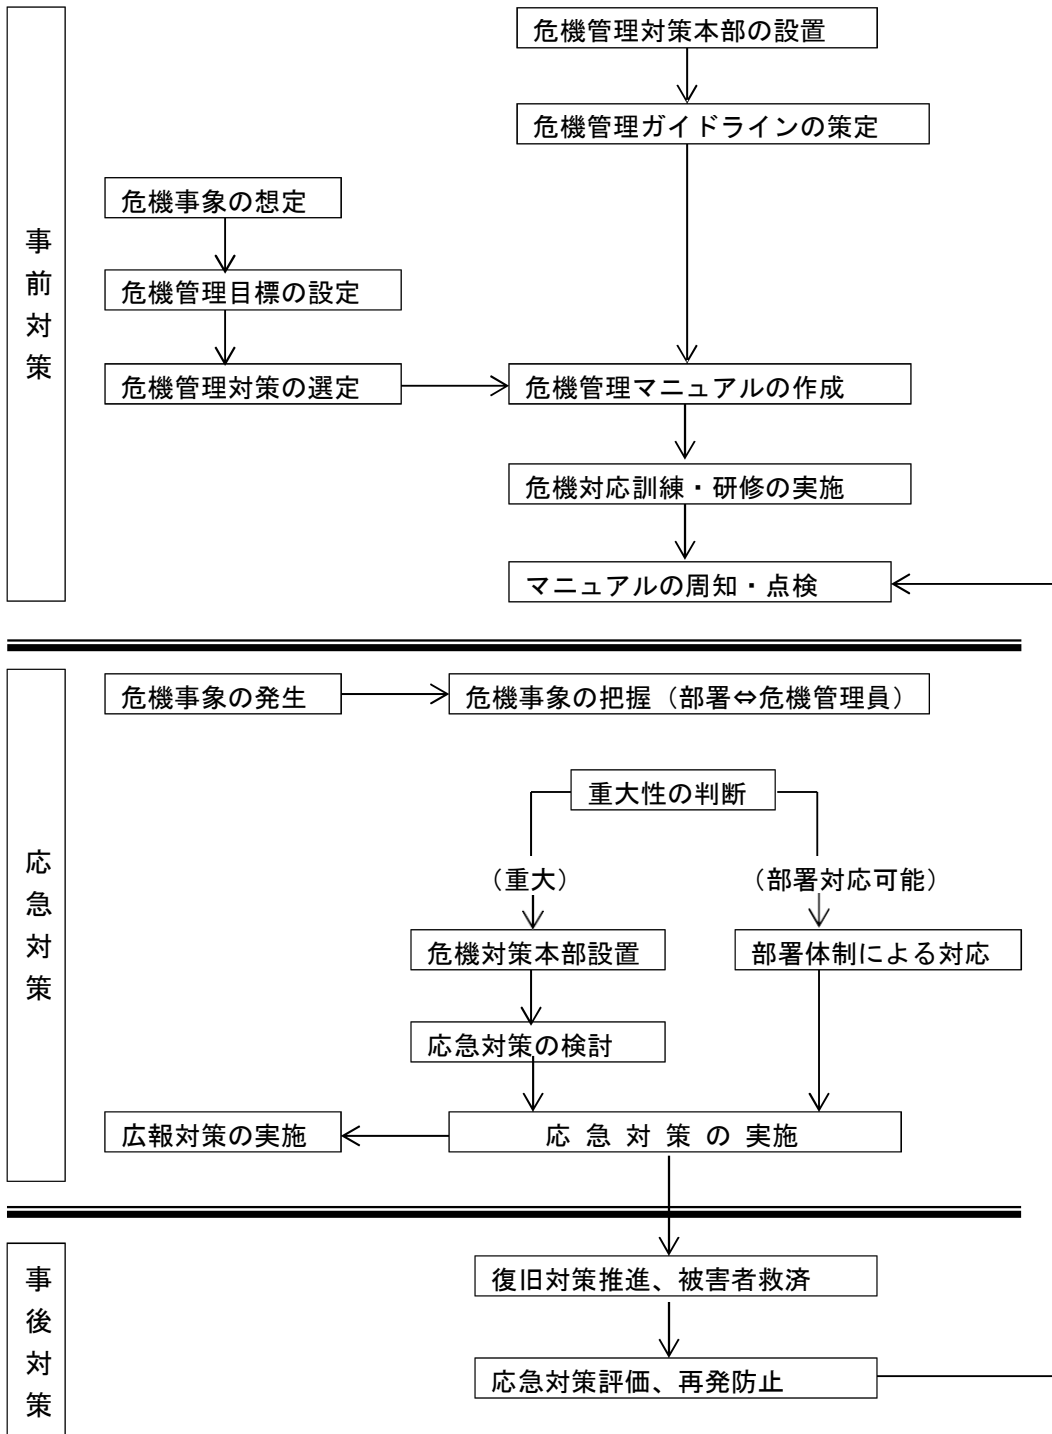 事前対策
危機管理対策本部の設置
危機管理ガイドラインの策定
危機事象の想定
危機管理目標の設定
危機管理対策の選定
危機管理マニュアルの作成
危機対応訓練・研修の実施
マニュアルの周知・点検
応急対策
危機事象の発生
危機事象の把握（部署⇔危機管理員）
重大性の判断
（重大）
（部署対応可能）
危機対策本部設置
部署体制による対応
応急対策の検討
広報対策の実施
応 急 対 策 の 実施
事後対策
復旧対策推進、被害者救済
応急対策評価、再発防止